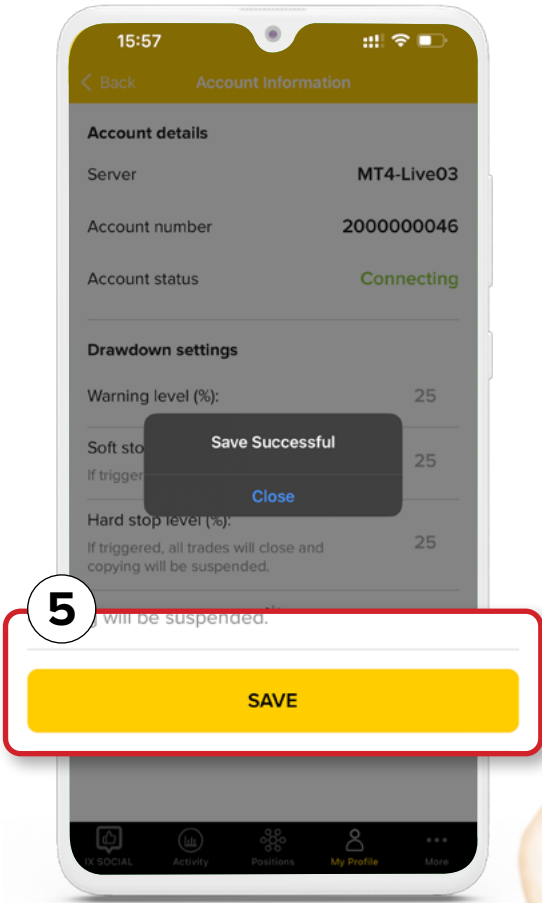 15:57
Back Account Information
Account details
Server MT4-Live03
Account number 2000000046
Account status Connecting
Drawdown settings
Warning level (%): 25
Soft sto 25
If trigger
Save Successful
Close
Hard stop level (%):
If triggered, all trades will close and 25
copying will be suspended.
5
will be suspended.
SAVE
IX SOCIAL Activity Positions My Profile More